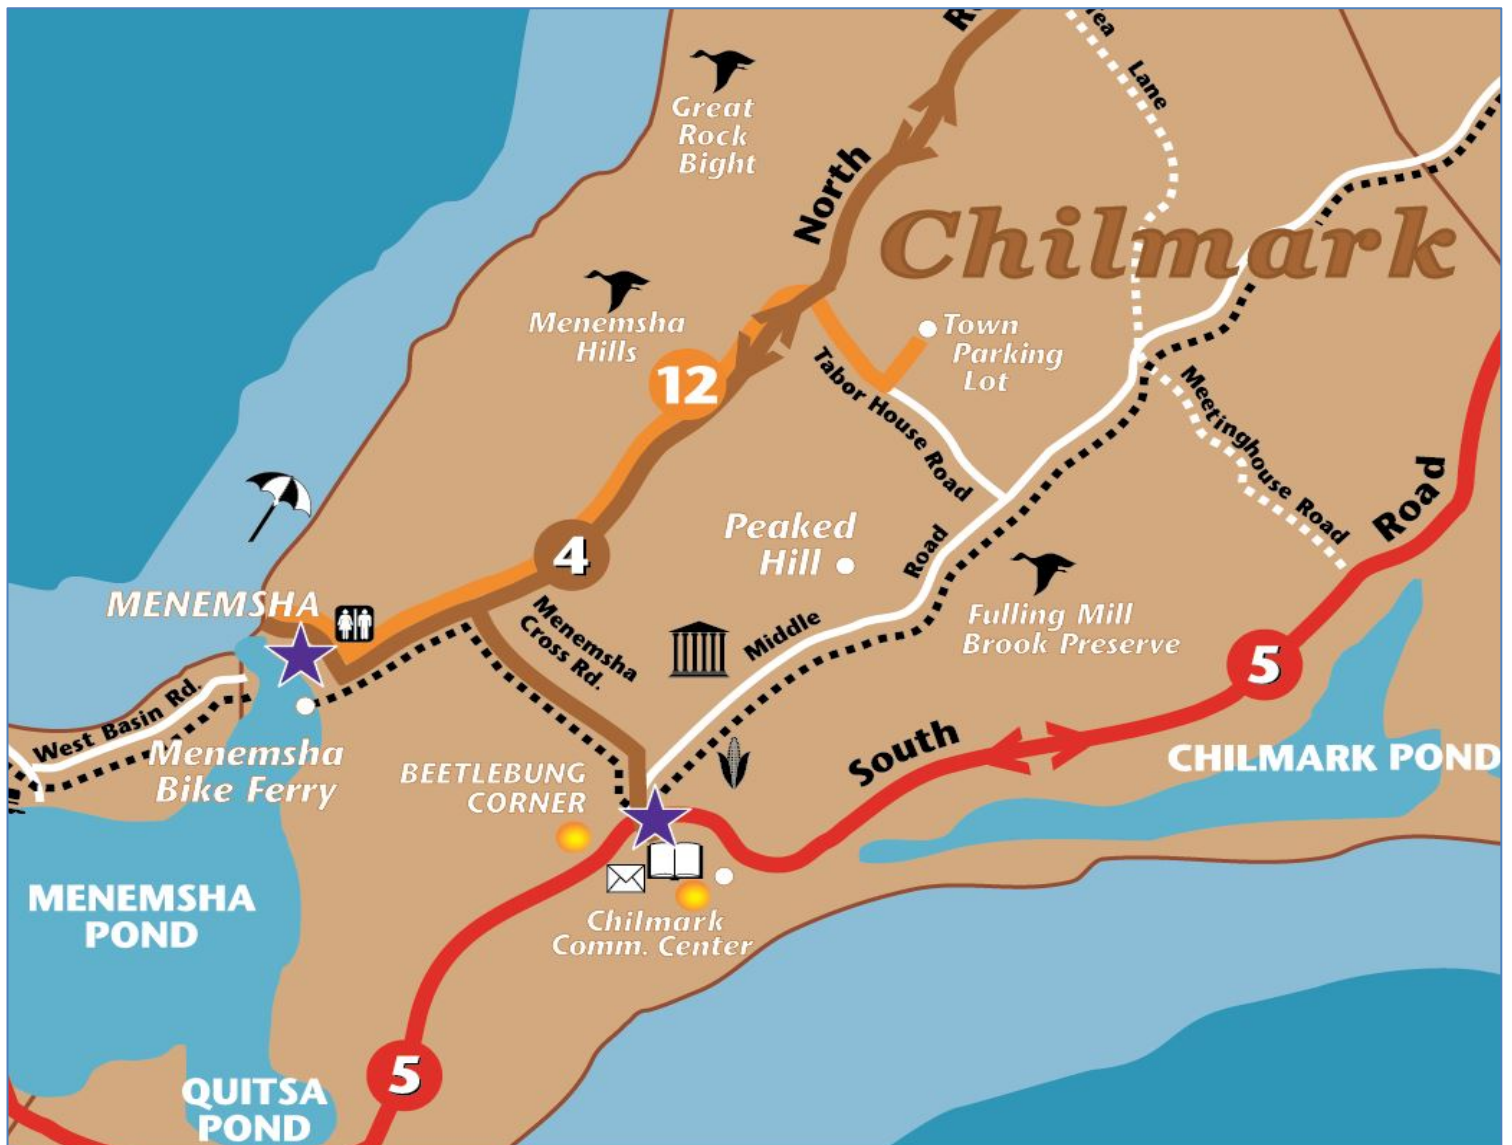 Tea
Lane
Great
Rock
Bight
North
Chilmark
Menemsha
Hills
Town
Parking
Lot
12
Tabor House Road
Meetinghouse Road
Road
Peaked
Hill
4
Road
MENEMSHA
Menemsha
Cross Rd.
Middle
Fulling Mill
Brook Preserve
5
West Basin Rd.
Menemsha
Bike Ferry
BEETLEBUNG
CORNER
South
CHILMARK POND
MENEMSHA
POND
Chilmark
Comm. Center
5
QUITSA
POND